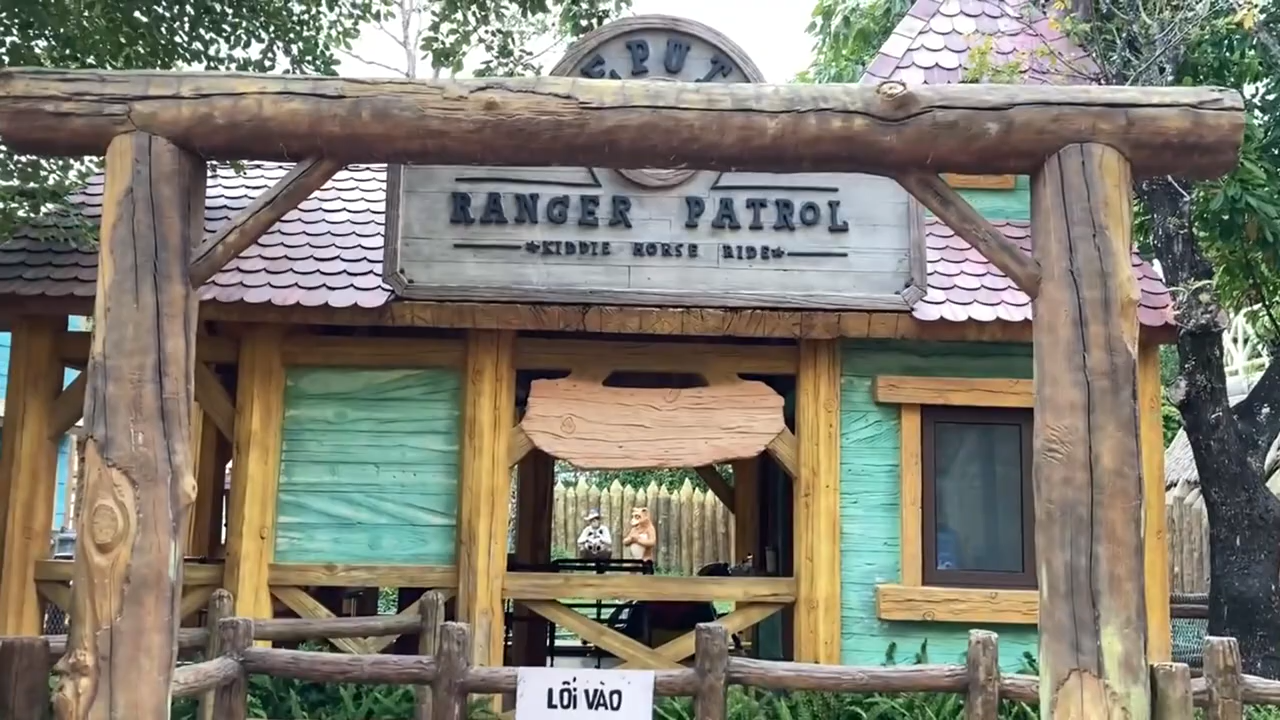 RANGER PATROL
★KIDDIE HORSE RIDE★
LỐI VÀO